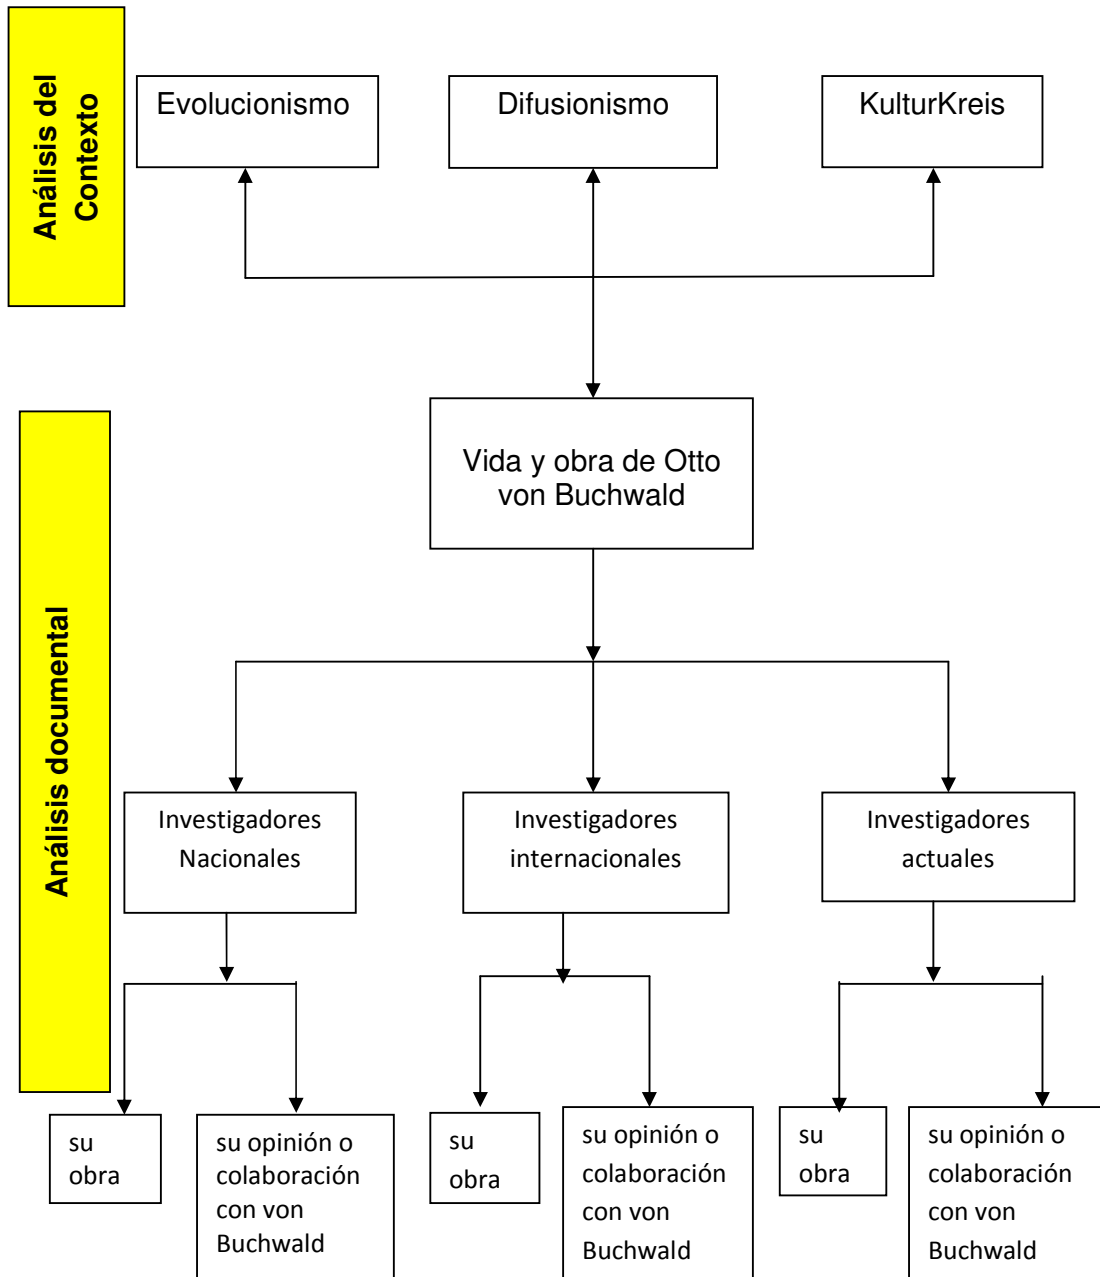 Análisis del
Contexto
Evolucionismo
Difusionismo
KulturKreis
Análisis documental
Vida y obra de Otto
von Buchwald
Investigadores
Nacionales
Investigadores
internacionales
Investigadores
actuales
su
obra
su opinión o
colaboración
con von
Buchwald
su
obra
su opinión o
colaboración
con von
Buchwald
su
obra
su opinión o
colaboración
con von
Buchwald